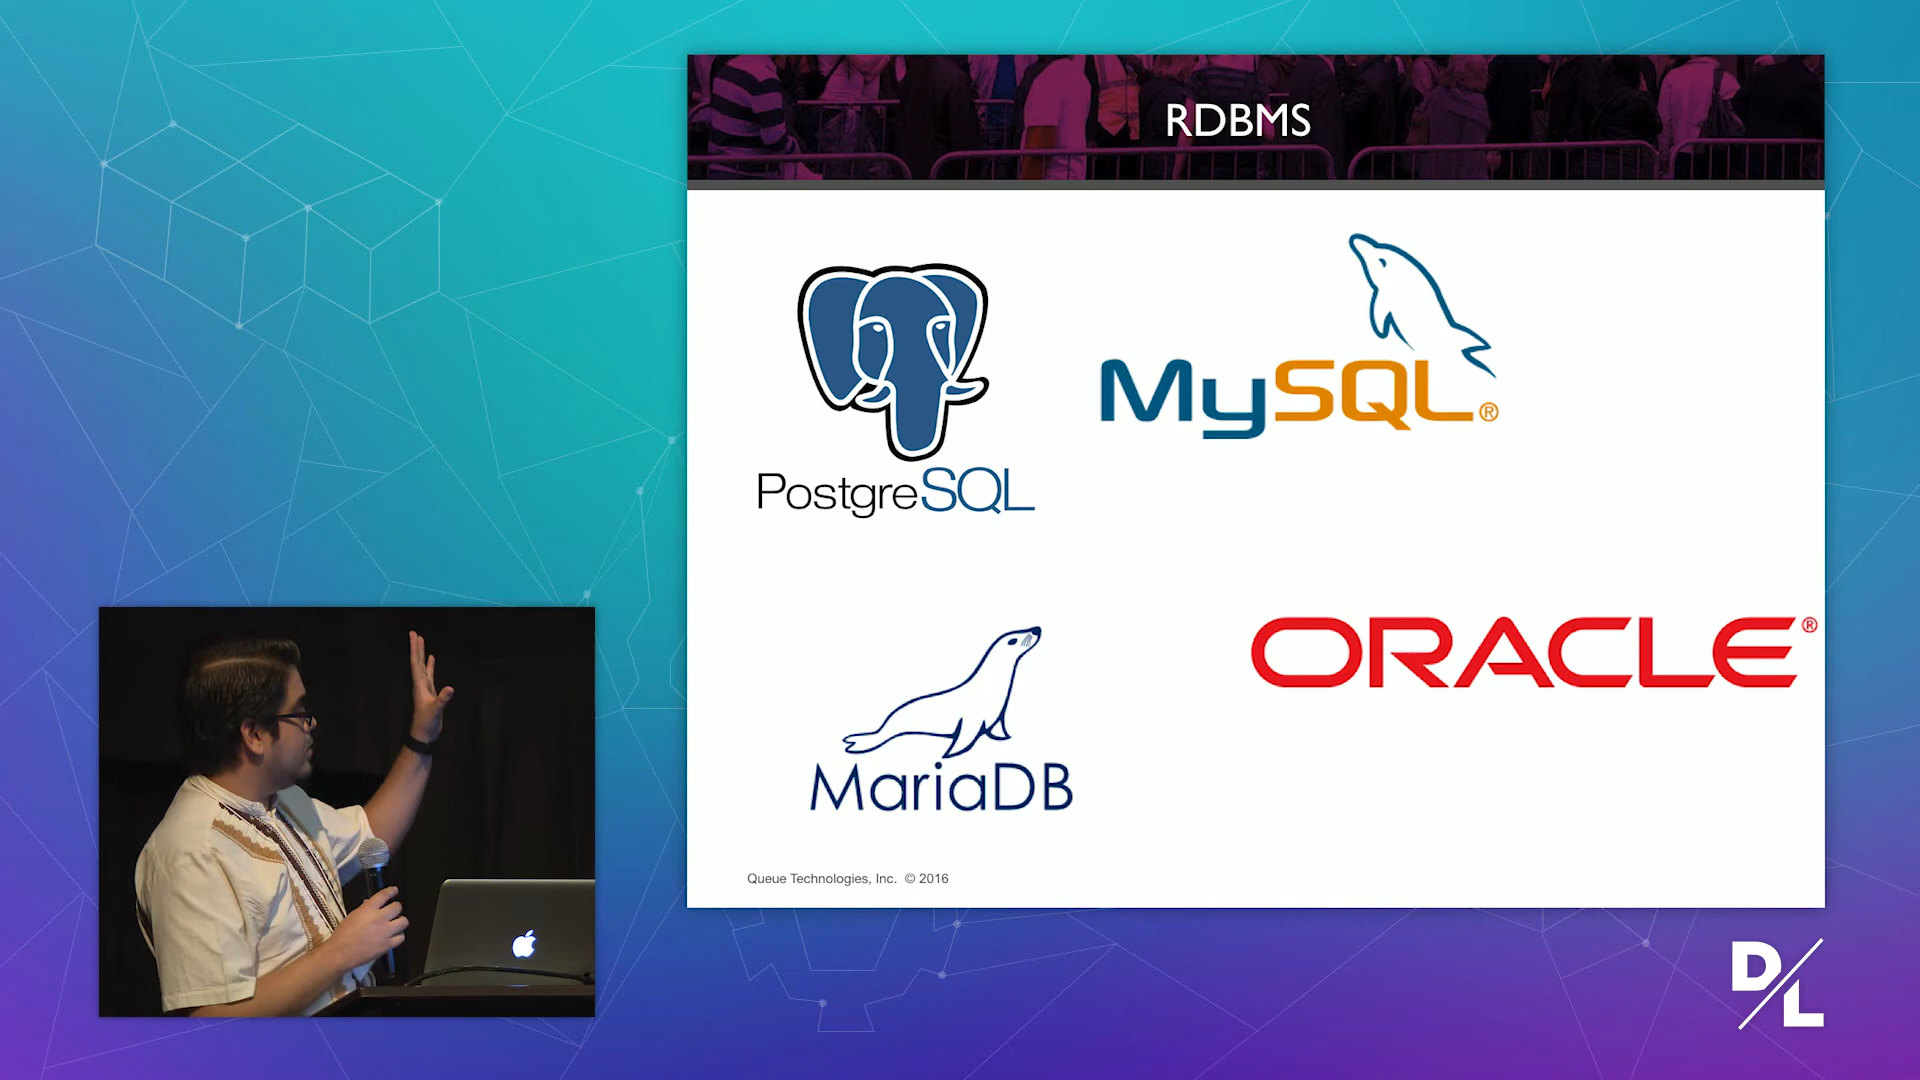 RDBMS
PostgreSQL
MySQL®
MariaDB
ORACLE®
Queue Technologies, Inc. © 2016
D/L